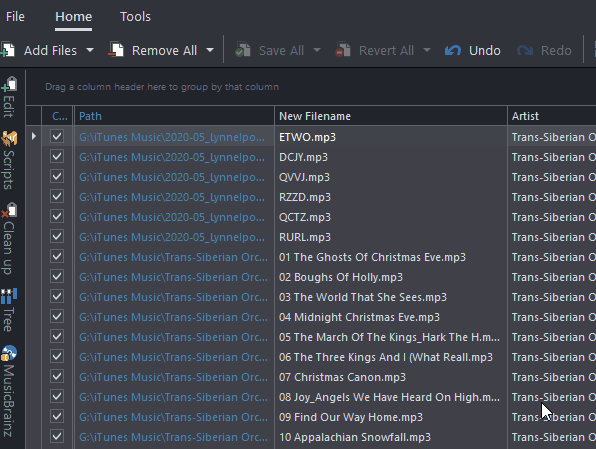 File Home Tools
Add Files Remove All Save All Revert All Undo Redo
Drag a column header here to group by that column
C... Path New Filename Artist
G:\iTunes Music\2020-05_Lynnelpo... ETWO.mp3 Trans-Siberian O
G:\iTunes Music\2020-05_Lynnelpo... DCJY.mp3 Trans-Siberian O
G:\iTunes Music\2020-05_Lynnelpo... QVVJ.mp3 Trans-Siberian O
G:\iTunes Music\2020-05_Lynnelpo... RZZD.mp3 Trans-Siberian O
G:\iTunes Music\2020-05_Lynnelpo... QCTZ.mp3 Trans-Siberian O
G:\iTunes Music\2020-05_Lynnelpo... RURL.mp3 Trans-Siberian O
G:\iTunes Music\Trans-Siberian Orc... 01 The Ghosts Of Christmas Eve.mp3 Trans-Siberian O
G:\iTunes Music\Trans-Siberian Orc... 02 Boughs Of Holly.mp3 Trans-Siberian O
G:\iTunes Music\Trans-Siberian Orc... 03 The World That She Sees.mp3 Trans-Siberian O
G:\iTunes Music\Trans-Siberian Orc... 04 Midnight Christmas Eve.mp3 Trans-Siberian O
G:\iTunes Music\Trans-Siberian Orc... 05 The March Of The Kings_Hark The H.m... Trans-Siberian O
G:\iTunes Music\Trans-Siberian Orc... 06 The Three Kings And I (What Reall.mp3 Trans-Siberian O
G:\iTunes Music\Trans-Siberian Orc... 07 Christmas Canon.mp3 Trans-Siberian O
G:\iTunes Music\Trans-Siberian Orc... 08 Joy_Angels We Have Heard On High.m... Trans-Siberian O
G:\iTunes Music\Trans-Siberian Orc... 09 Find Our Way Home.mp3 Trans-Siberian O
G:\iTunes Music\Trans-Siberian Orc... 10 Appalachian Snowfall.mp3 Trans-Siberian O
Edit
Scripts
Clean up
Tree
MusicBrainz